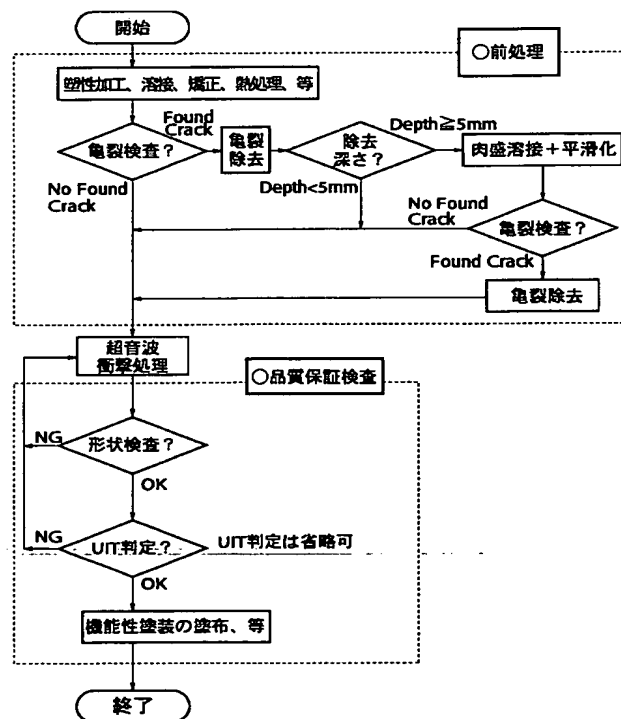 開始
○前処理
塑性加工、溶接、矯正、熱処理、等
Found
Crack
亀裂検査？
亀裂
除去
除去
深さ？
Depth≧5mm
肉盛溶接＋平滑化
No Found
Crack
Depth<5mm
No Found
Crack
亀裂検査？
Found Crack
亀裂除去
超音波
衝撃処理
○品質保証検査
NG
形状検査？
OK
NG
UIT判定？
UIT判定は省略可
OK
機能性塗装の塗布、等
終了